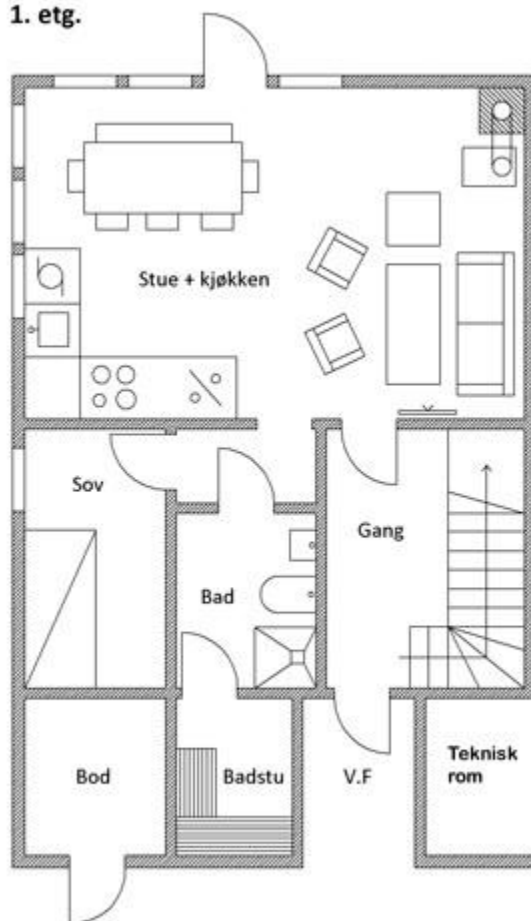 1. etg.
Stue + kjøkken
Sov
Gang
Bad
Bod
Badstu
V.F
Teknisk
rom